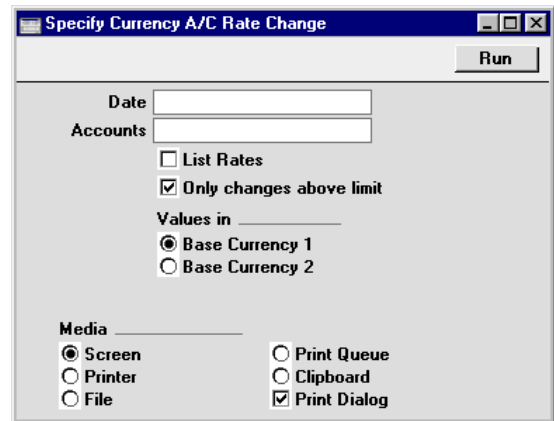 Specify Currency A/C Rate Change
Run
Date
Accounts
List Rates
Only changes above limit
Values in
Base Currency 1
Base Currency 2
Media
Screen
Print Queue
Printer
Clipboard
File
Print Dialog